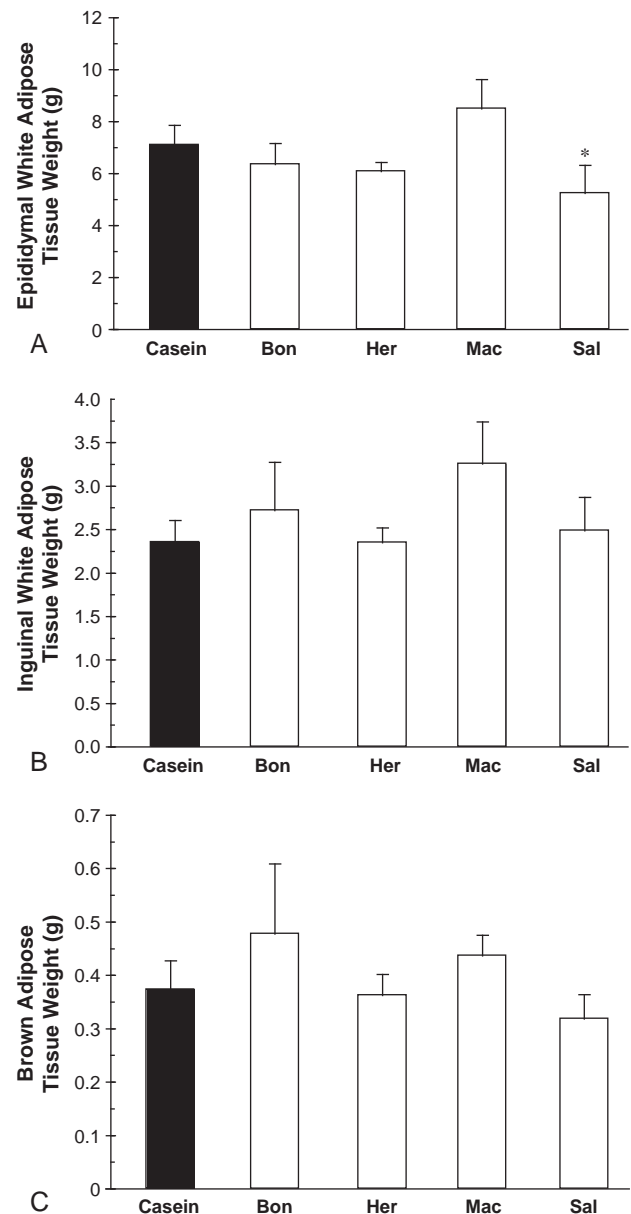 12
10
8
6
4
2
0
Epididymal White Adipose
Tissue Weight (g)
*
A
Casein Bon Her Mac Sal
4.0
3.5
3.0
2.5
2.0
1.5
1.0
0.5
0.0
Inguinal White Adipose
Tissue Weight (g)
B
Casein Bon Her Mac Sal
0.7
0.6
0.5
0.4
0.3
0.2
0.1
0
Brown Adipose
Tissue Weight (g)
C
Casein Bon Her Mac Sal